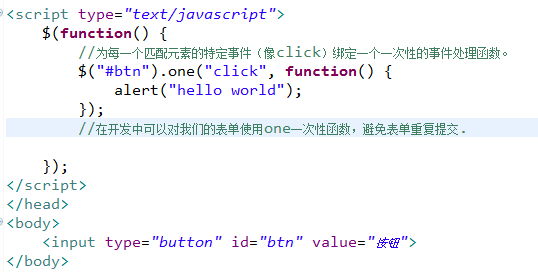 <script type="text/javascript">
$(function() {
//为每一个匹配元素的特定事件（像click）绑定一个一次性的事件处理函数。
$("#btn").one("click", function() {
alert("hello world");
});
//在开发中可以对我们的表单使用one一次性函数，避免表单重复提交.
});
</script>
</head>
<body>
<input type="button" id="btn" value="按钮">
</body>